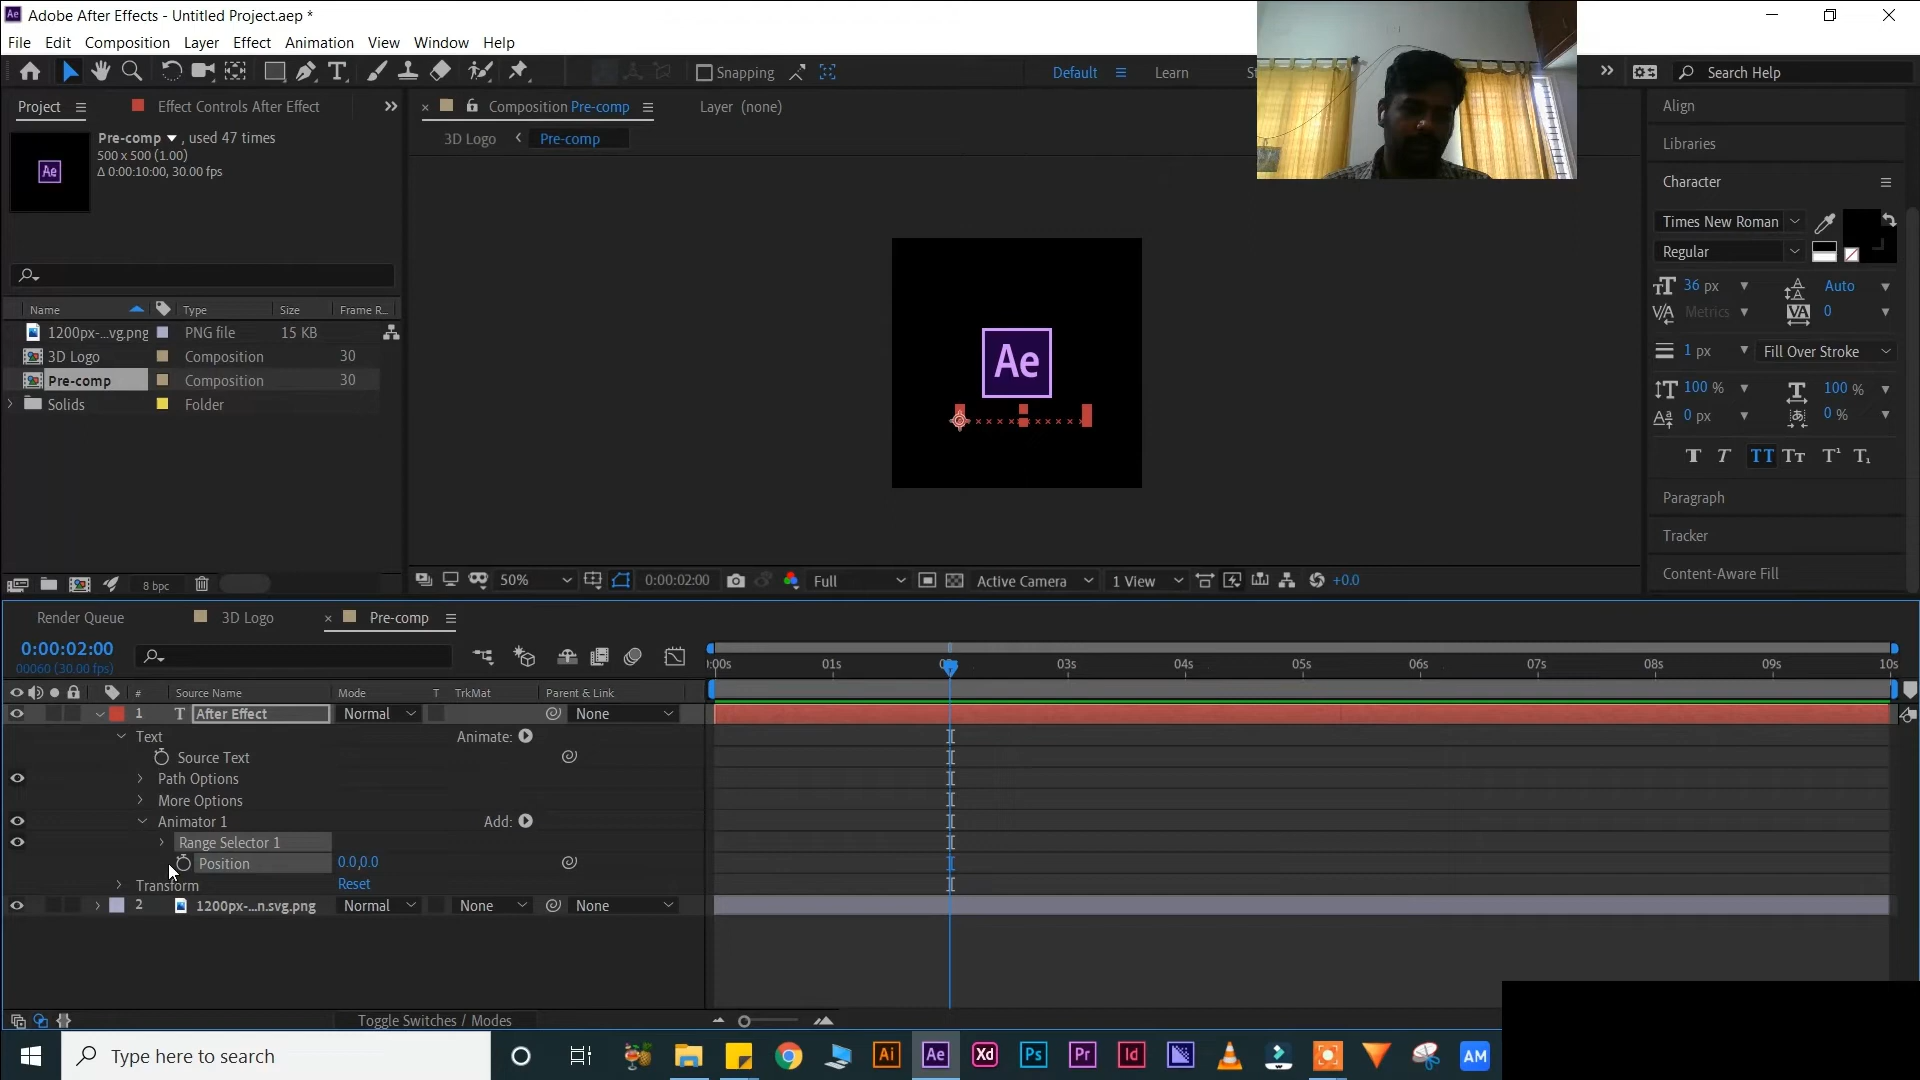 Adobe After Effects - Untitled Project.aep *
File Edit Composition Layer Effect Animation View Window Help
Snapping Default Learn Search Help
Project Effect Controls After Effect Composition Pre-comp Layer (none)
Pre-comp , used 47 times
500 x 500 (1.00)
Δ 0:00:10:00, 30.00 fps
Ae
3D Logo Pre-comp
Name Type Size Frame R...
1200px-...vg.png PNG file 15 KB
3D Logo Composition 30
Pre-comp Composition 30
Solids Folder
8 bpc
Ae
50% 0:00:02:00 Full Active Camera 1 View +0.0
Align
Libraries
Character
Times New Roman
Regular
36 px Auto
Metrics 0
1 px Fill Over Stroke
100 % 100 %
0 px 0 %
T T TT Tt T¹ T₁
Paragraph
Tracker
Content-Aware Fill
Render Queue 3D Logo Pre-comp
0:00:02:00
00060 (30.00 fps)
:00s 01s 02s 03s 04s 05s 06s 07s 08s 09s 10s
# Source Name Mode T TrkMat Parent & Link
1 T After Effect Normal None
Text Animate:
Source Text
Path Options
More Options
Animator 1 Add:
Range Selector 1
Position 0.0,0.0
Transform Reset
2 1200px-...n.svg.png Normal None None
Toggle Switches / Modes
Type here to search Ai Ae Xd Ps Pr Id AM